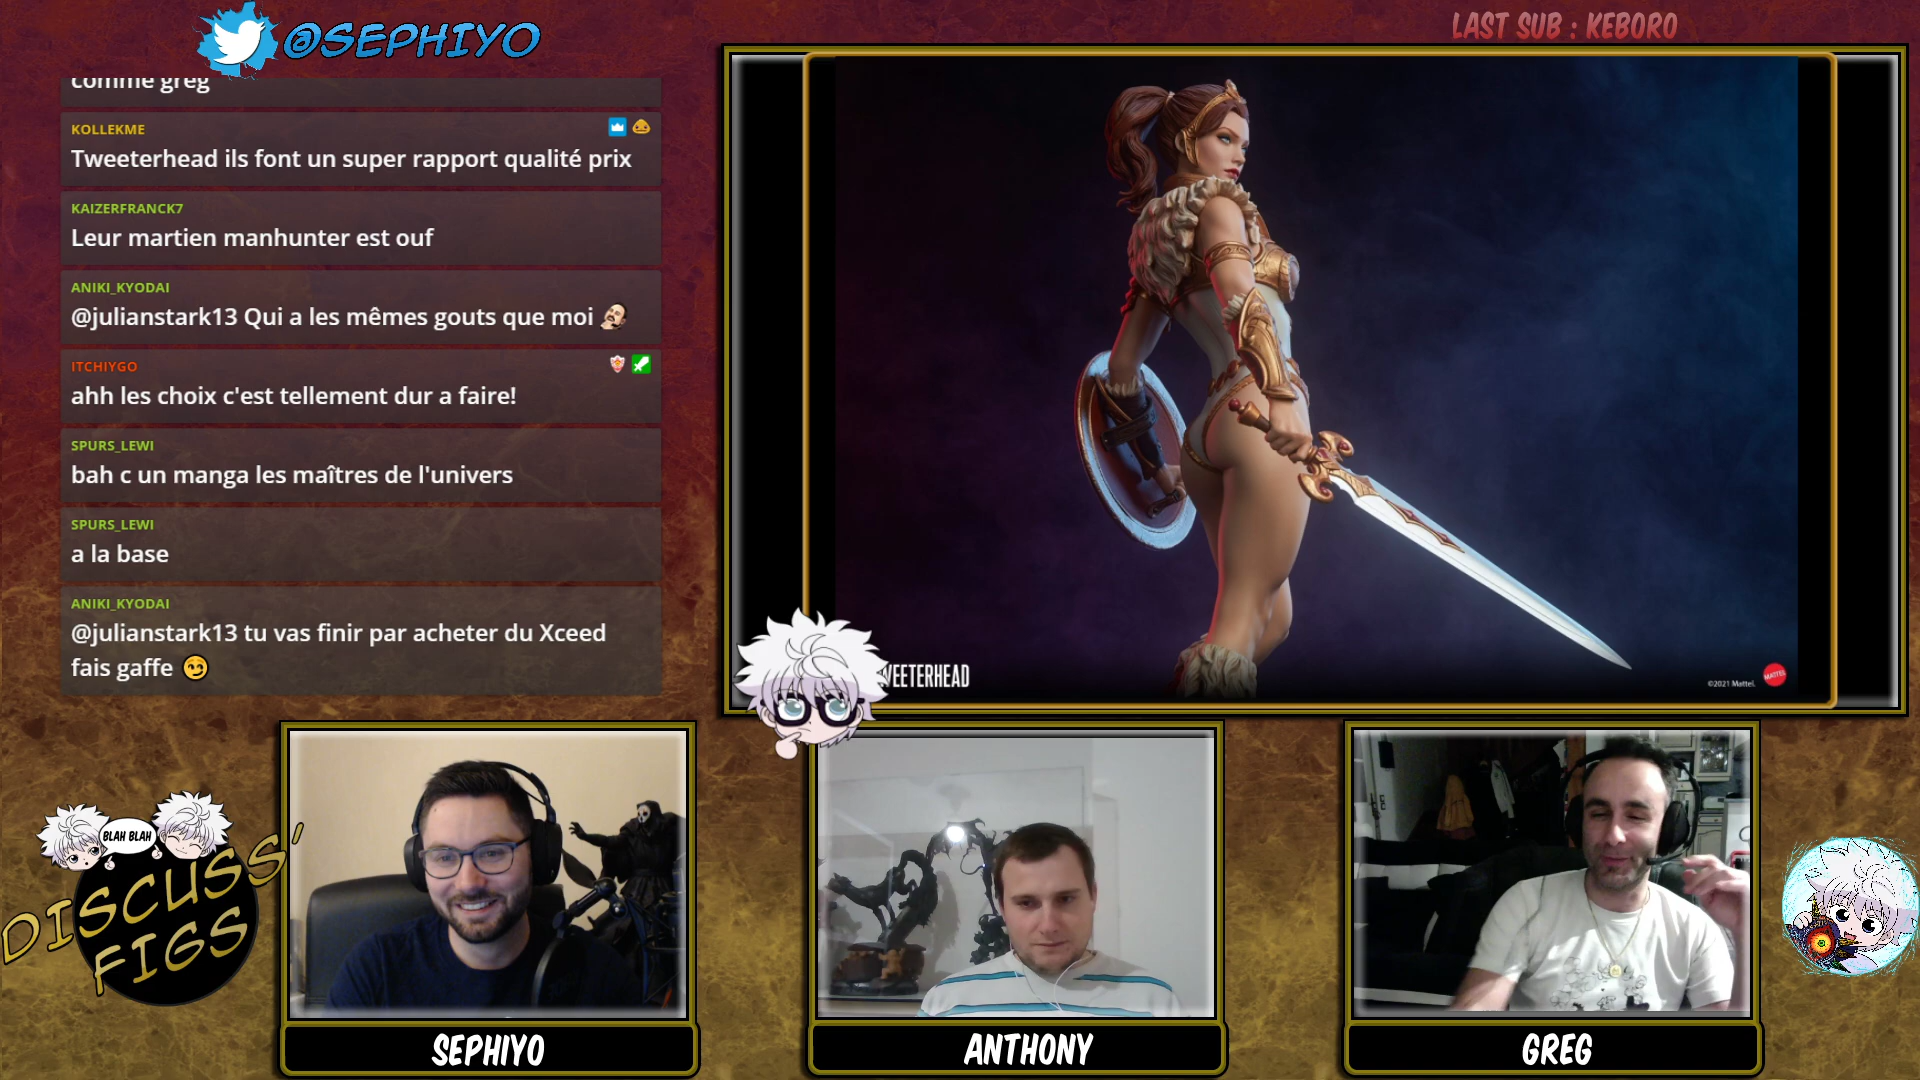 @SEPHIYO
LAST SUB : KEBORO
comme greg
KOLLEKME
Tweeterhead ils font un super rapport qualité prix
KAIZERFRANCK7
Leur martien manhunter est ouf
ANIKI_KYODAI
@julianstark13 Qui a les mêmes gouts que moi
ITCHIYGO
ahh les choix c'est tellement dur a faire!
SPURS_LEWI
bah c un manga les maîtres de l'univers
SPURS_LEWI
a la base
ANIKI_KYODAI
@julianstark13 tu vas finir par acheter du Xceed
fais gaffe
WEETERHEAD
©2021 Mattel.
MATTEL
BLAH BLAH
DISCUSS'
FIGS
SEPHIYO
ANTHONY
GREG